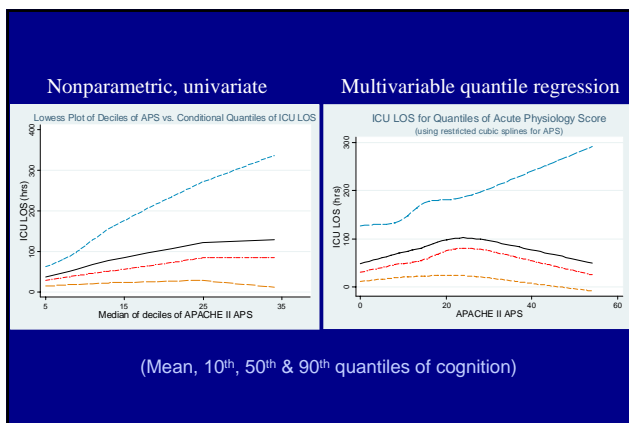 Nonparametric, univariate
Multivariable quantile regression
Lowess Plot of Deciles of APS vs. Conditional Quantiles of ICU LOS
ICU LOS (hrs)
400
300
200
10
0
5
15
25
35
Median of deciles of APACHE II APS
ICU LOS for Quantiles of Acute Physiology Score
(using restricted cubic splines for APS)
ICU LOS (hrs)
300
200
100
0
0
20
40
60
APACHE II APS
(Mean, 10th, 50th & 90th quantiles of cognition)